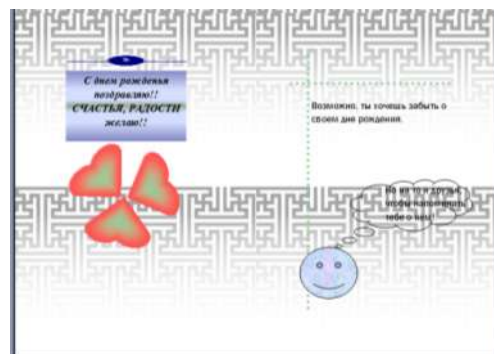 С днем рожденья
поздравляю!!
СЧАСТЬЯ, РАДОСТИ
желаю!!
Возможно, ты хочешь забыть о
своем дне рождения.
Но на то и друзья,
чтобы напоминать
тебе о нем!